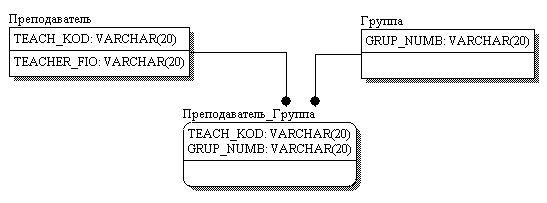 Преподаватель
TEACH_KOD: VARCHAR(20)
TEACHER_FIO: VARCHAR(20)
Группа
GRUP_NUMB: VARCHAR(20)
Преподаватель_Группа
TEACH_KOD: VARCHAR(20)
GRUP_NUMB: VARCHAR(20)